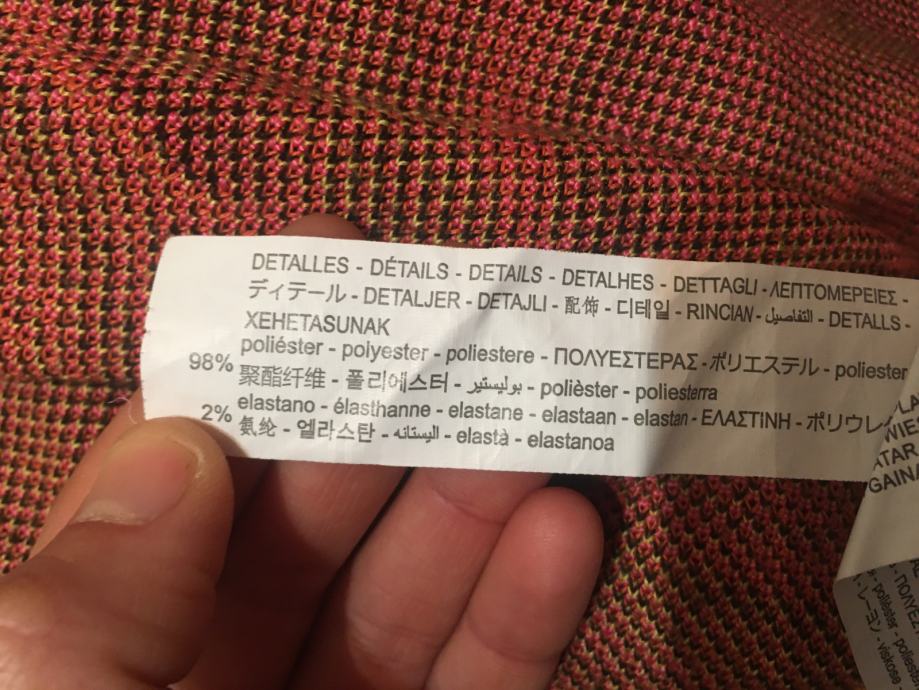 DETALLES - DÉTAILS - DETAILS - DETALHES - DETTAGLI - ΛΕΠΤΟΜΕΡΕΙΕΣ -
ディテール - DETALJER - DETAJLI - 配饰 - 디테일 - RINCIAN - التفاصيل - DETALLS -
XEHETASUNAK
98% poliéster - polyester - poliestere - ΠΟΛΥΕΣΤΕΡΑΣ - ポリエステル - poliester
聚酯纤维 - 폴리에스터 - بوليستير - polièster - poliesterra
2% elastano - élasthanne - elastane - elastaan - elastan - ΕΛΑΣΤΙΝΗ - ポリウレ
氨纶 - 엘라스탄 - اليستانه - elastà - elastanoa